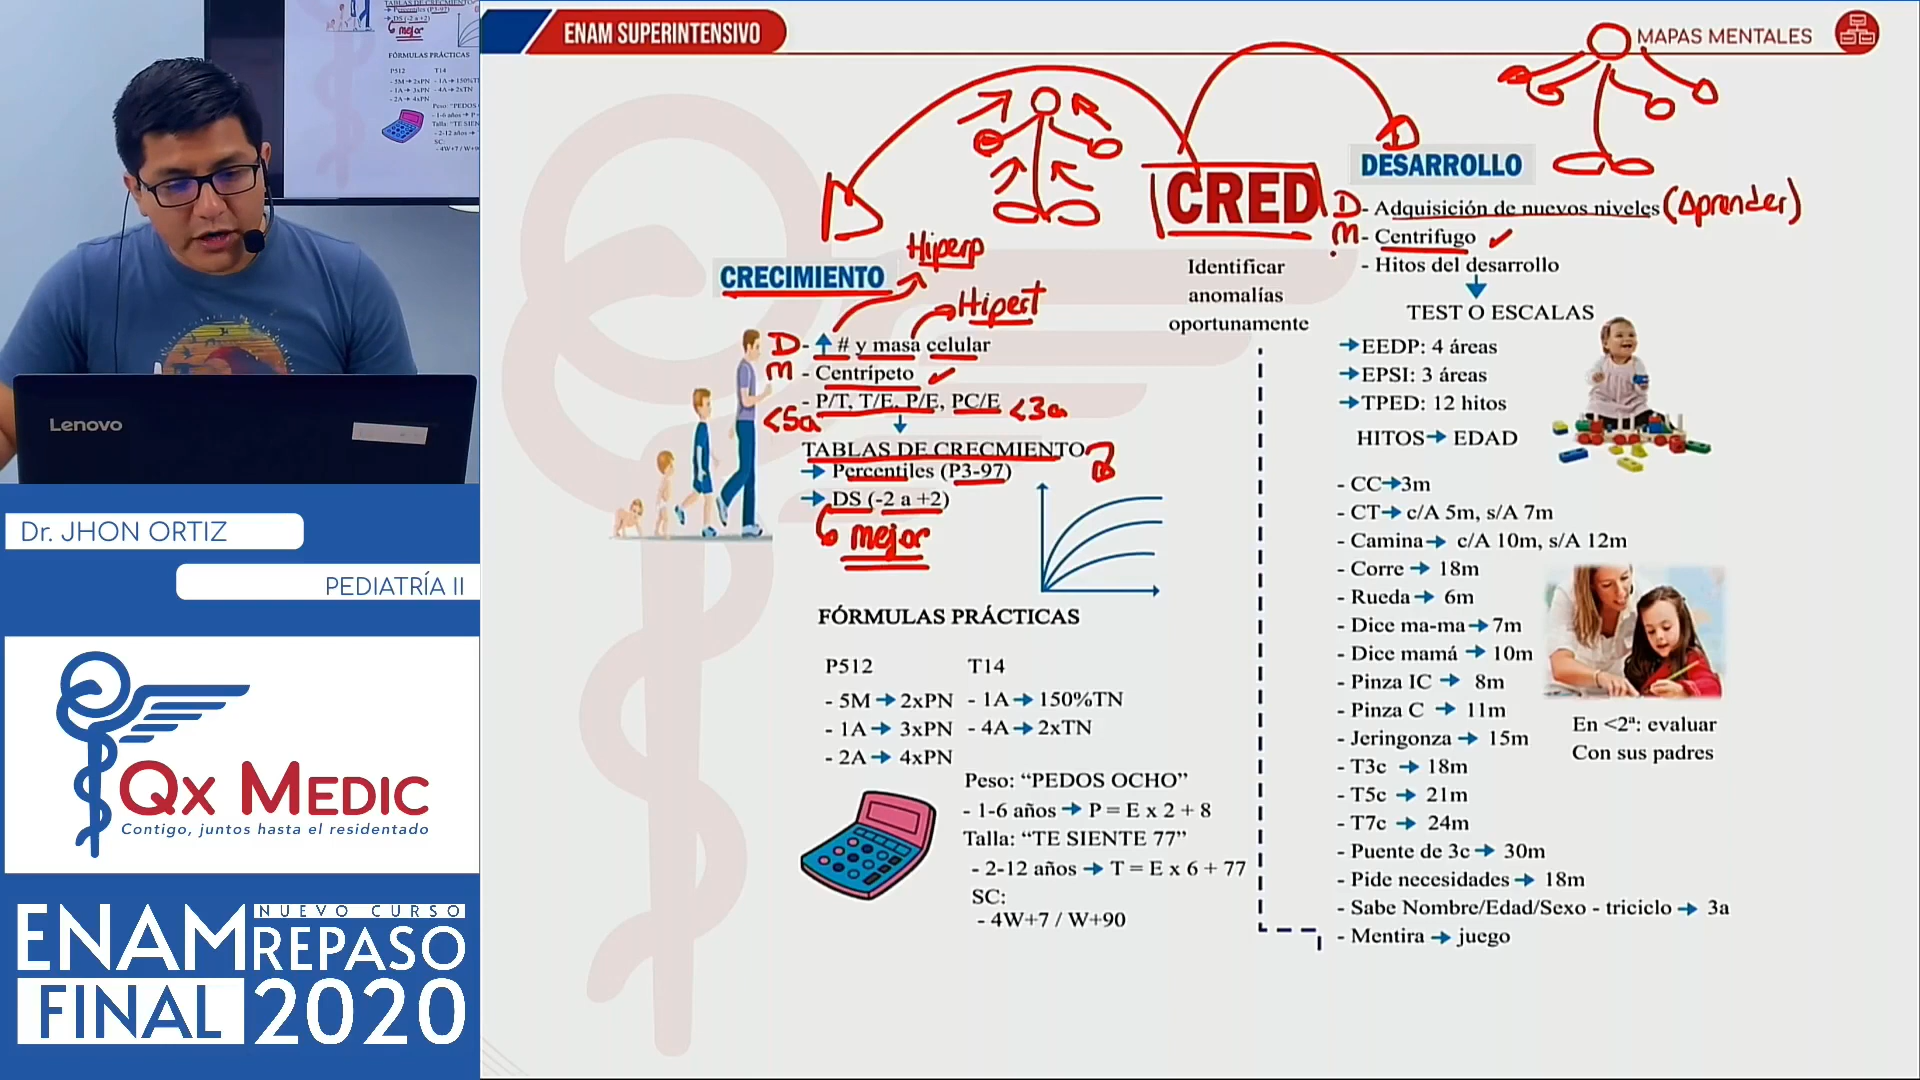 ENAM SUPERINTENSIVO
MAPAS MENTALES
CRED
Identificar
anomalías
oportunamente
CRECIMIENTO
Hiperp
Hipert
D - ↑ # y masa celular
M - Centrípeto ✓
- P/T, T/E, P/E, PC/E <3a
<5a
TABLAS DE CRECMIENTO
→ Percentiles (P3-97)
→ DS (-2 a +2)
mejor
FÓRMULAS PRÁCTICAS
P512
- 5M → 2xPN
- 1A → 3xPN
- 2A → 4xPN
T14
- 1A → 150%TN
- 4A → 2xTN
Peso: “PEDOS OCHO”
- 1-6 años → P = E x 2 + 8
Talla: “TE SIENTE 77”
- 2-12 años → T = E x 6 + 77
SC:
- 4W+7 / W+90
D
DESARROLLO
D - Adquisición de nuevos niveles (Aprender)
M - Centrifugo ✓
- Hitos del desarrollo
TEST O ESCALAS
→ EEDP: 4 áreas
→ EPSI: 3 áreas
→ TPED: 12 hitos
HITOS → EDAD
- CC → 3m
- CT → c/A 5m, s/A 7m
- Camina → c/A 10m, s/A 12m
- Corre → 18m
- Rueda → 6m
- Dice ma-ma → 7m
- Dice mamá → 10m
- Pinza IC → 8m
- Pinza C → 11m
- Jeringonza → 15m
- T3c → 18m
- T5c → 21m
- T7c → 24m
- Puente de 3c → 30m
- Pide necesidades → 18m
- Sabe Nombre/Edad/Sexo - triciclo → 3a
- Mentira → juego
En <2ª: evaluar
Con sus padres
FÓRMULAS PRÁCTICAS
P512 T14
Lenovo
Dr. JHON ORTIZ
PEDIATRÍA II
Qx MEDIC
Contigo, juntos hasta el residentado
ENAM
NUEVO CURSO
REPASO
FINAL 2020